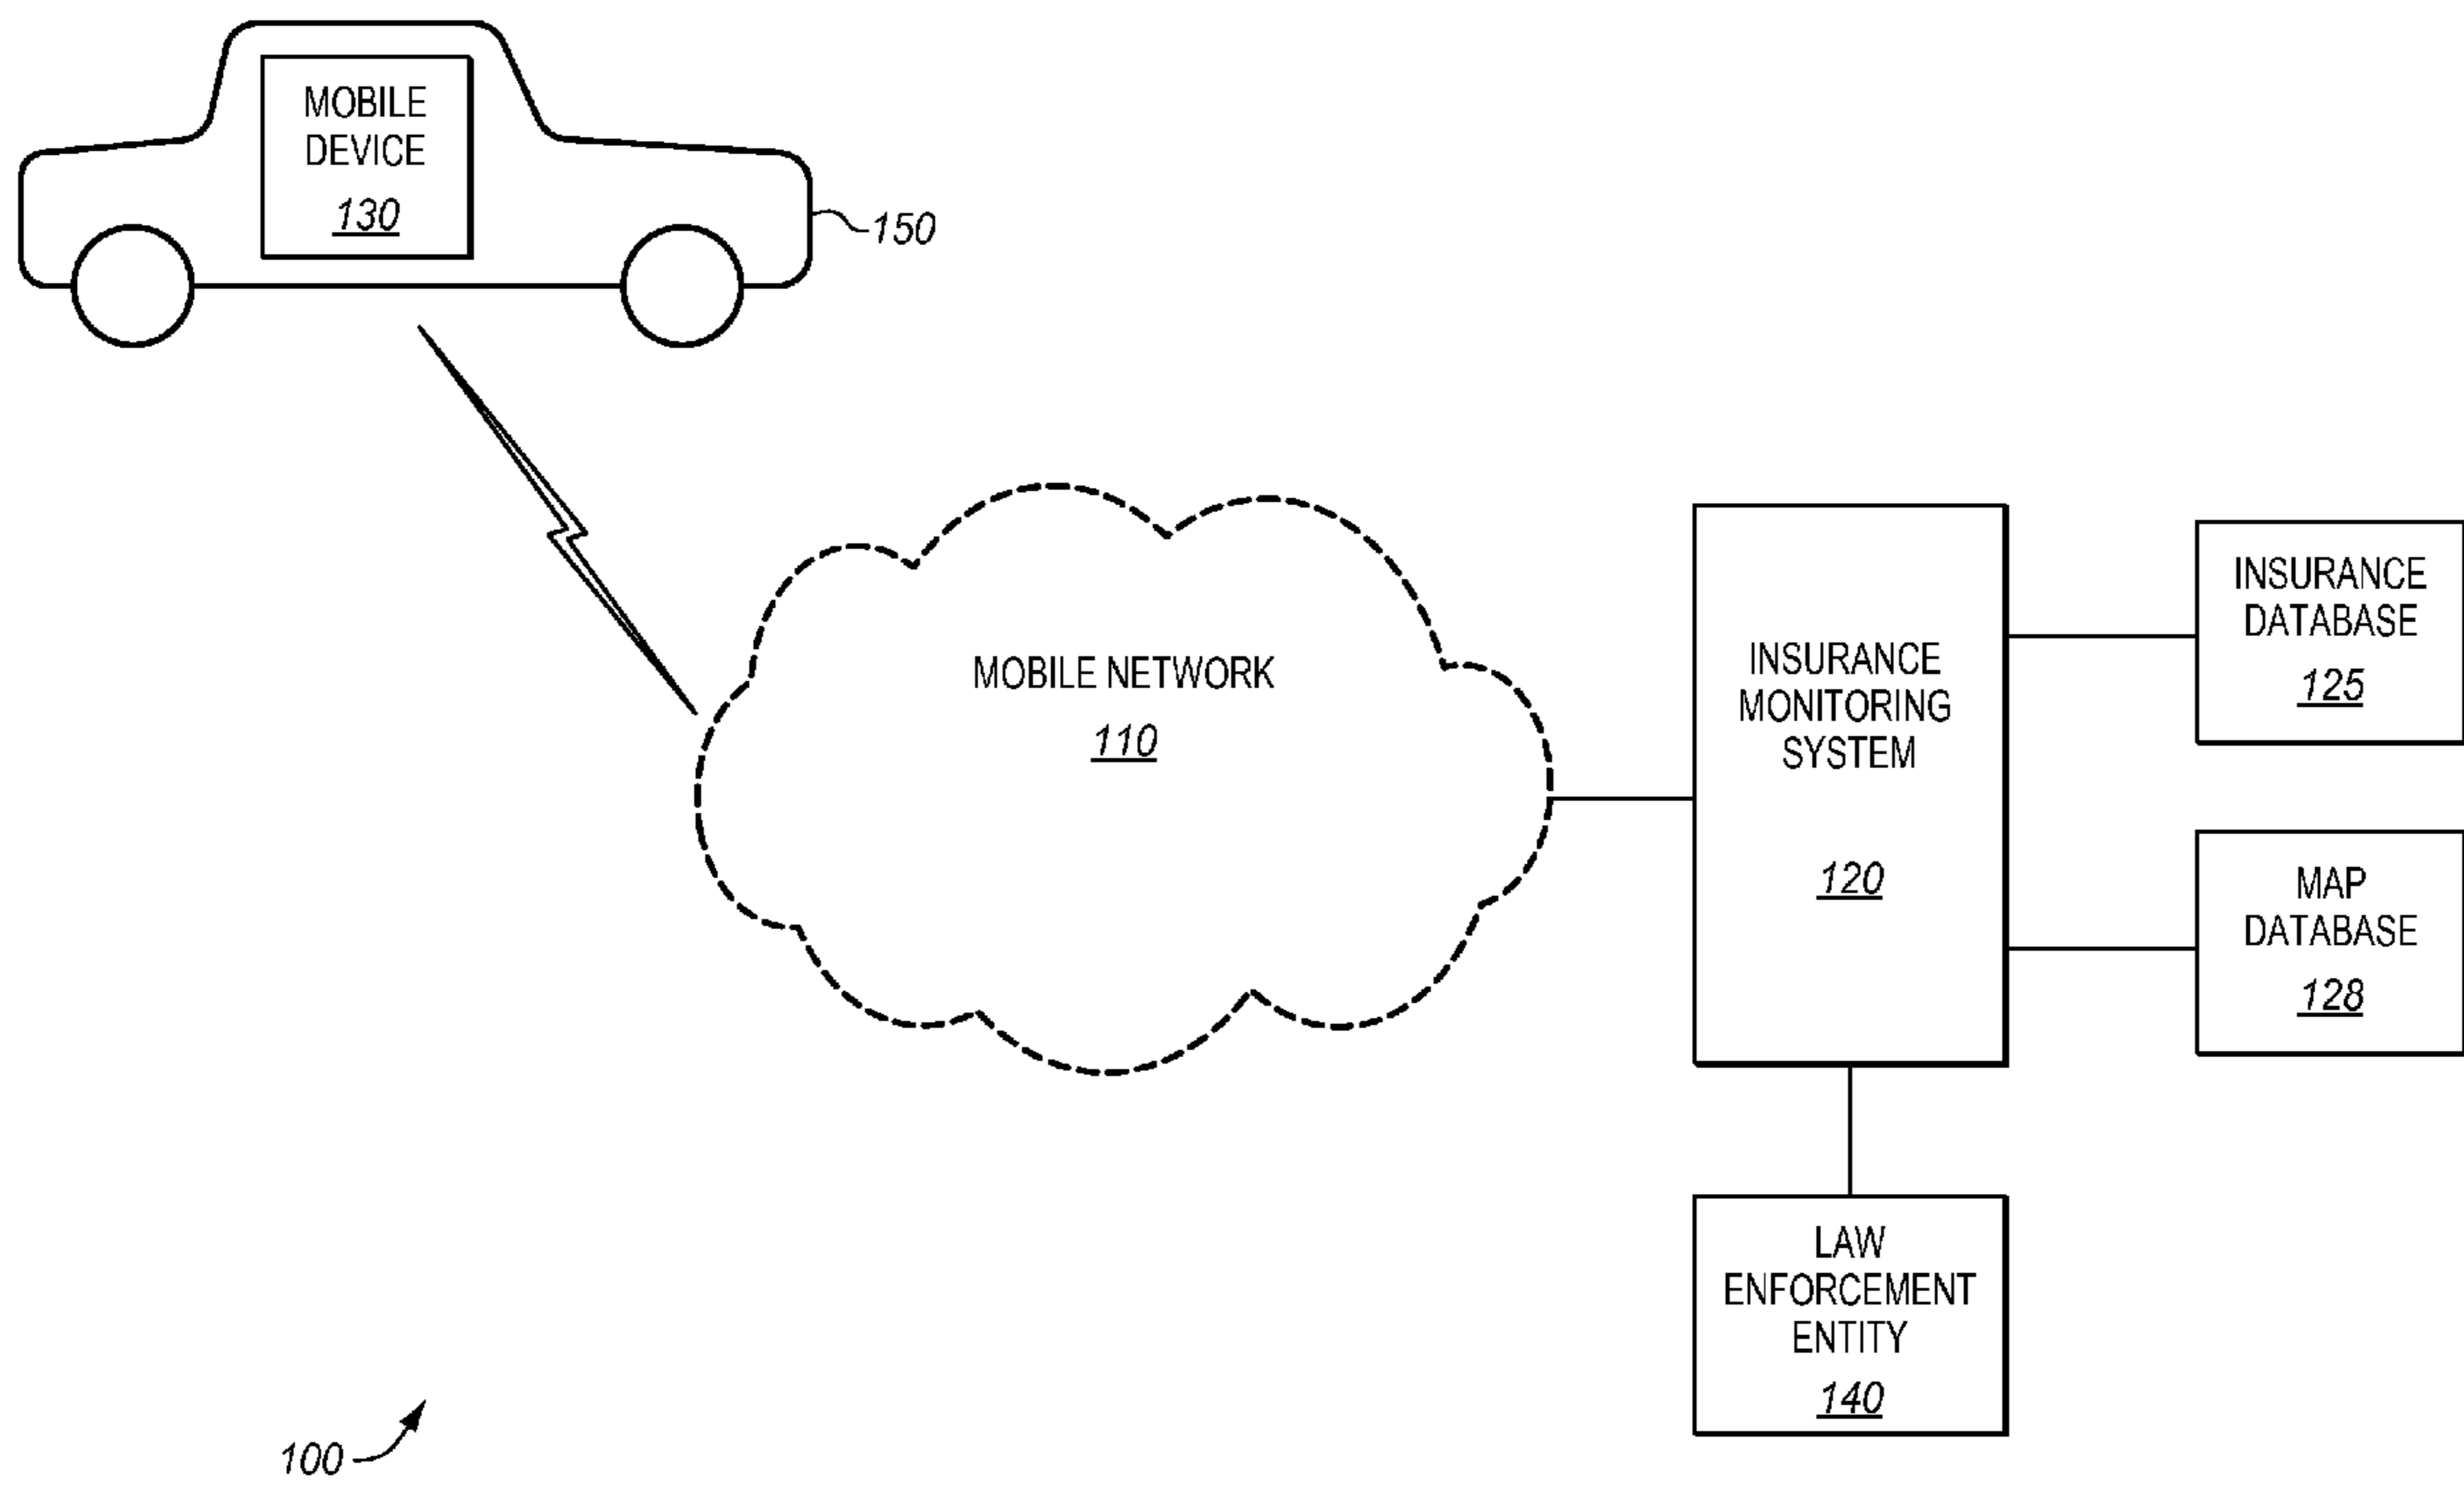 MOBILE
DEVICE
130
150
MOBILE NETWORK
110
INSURANCE
MONITORING
SYSTEM
120
INSURANCE
DATABASE
125
MAP
DATABASE
128
LAW
ENFORCEMENT
ENTITY
140
100